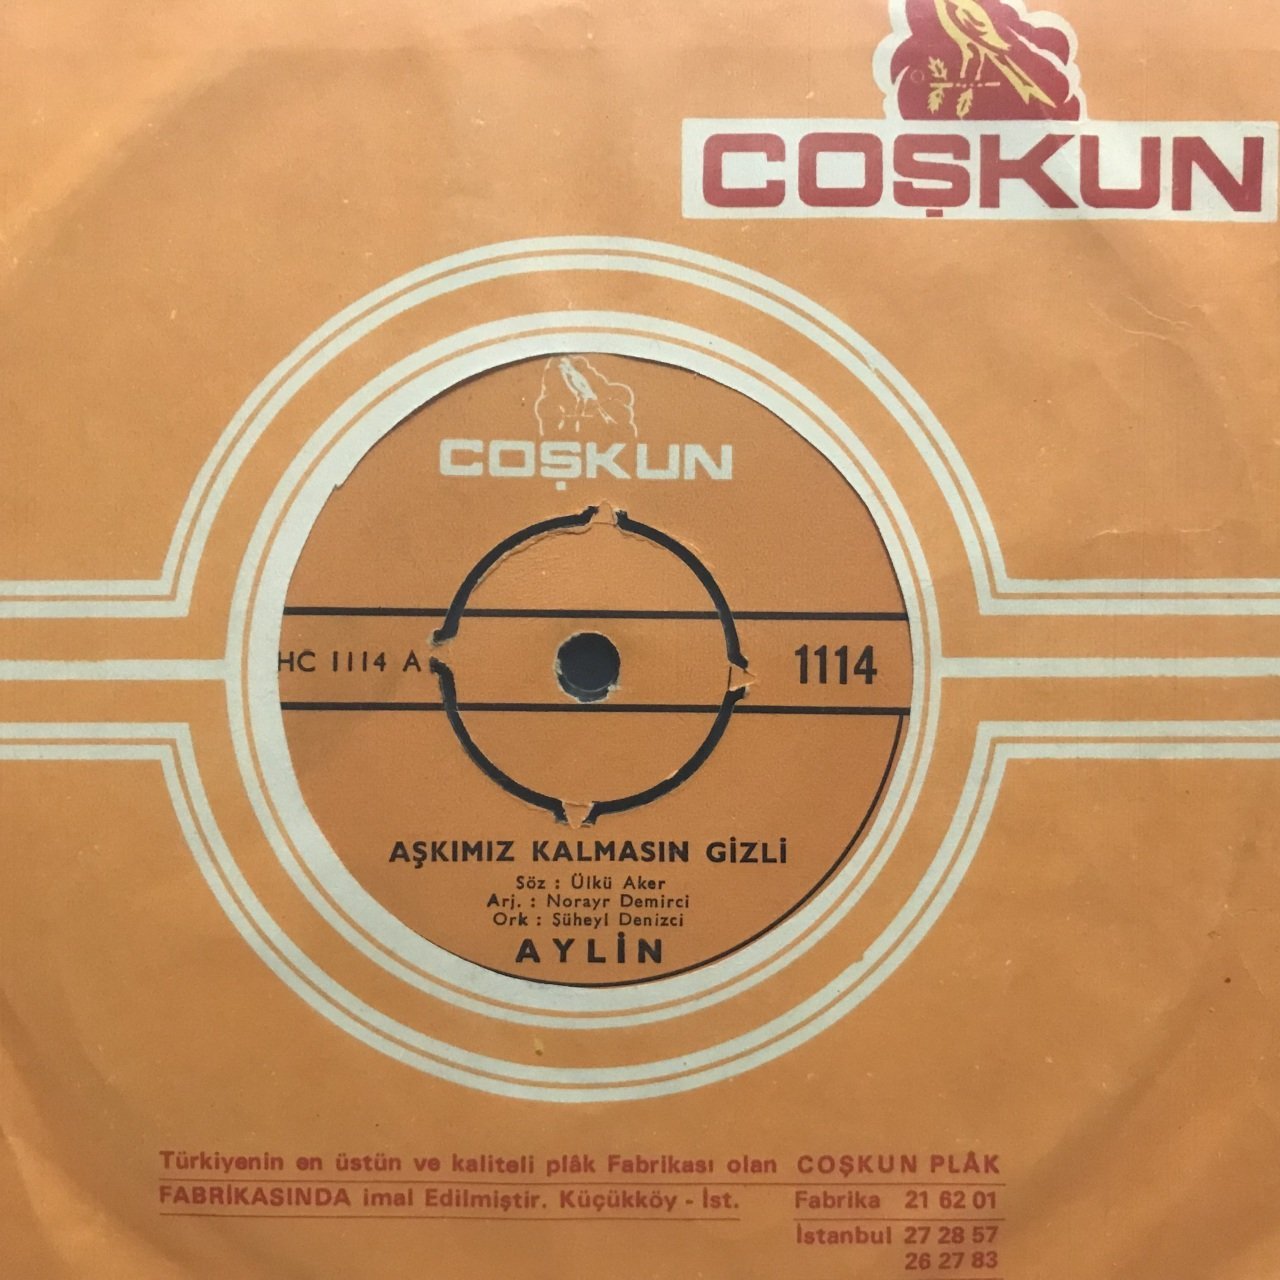 COŞKUN
COŞKUN
HC 1114 A
1114
AŞKIMIZ KALMASIN GİZLİ
Söz : Ülkü Aker
Arj. : Norayr Demirci
Ork : Süheyl Denizci
AYLİN
Türkiyenin en üstün ve kaliteli plâk Fabrikası olan COŞKUN PLÂK
FABRİKASINDA imal Edilmiştir. Küçükköy - İst. Fabrika 21 62 01
İstanbul 27 28 57
26 27 83